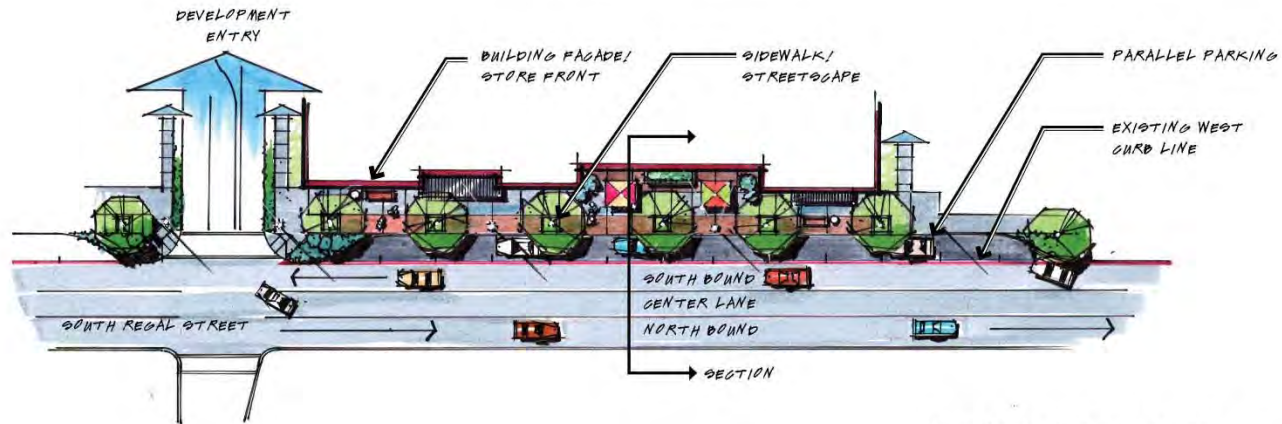 DEVELOPMENT
ENTRY
BUILDING FACADE/
STORE FRONT
SIDEWALK/
STREETSCAPE
PARALLEL PARKING
EXISTING WEST
CURB LINE
SOUTH BOUND
CENTER LANE
SOUTH REGAL STREET
NORTH BOUND
SECTION